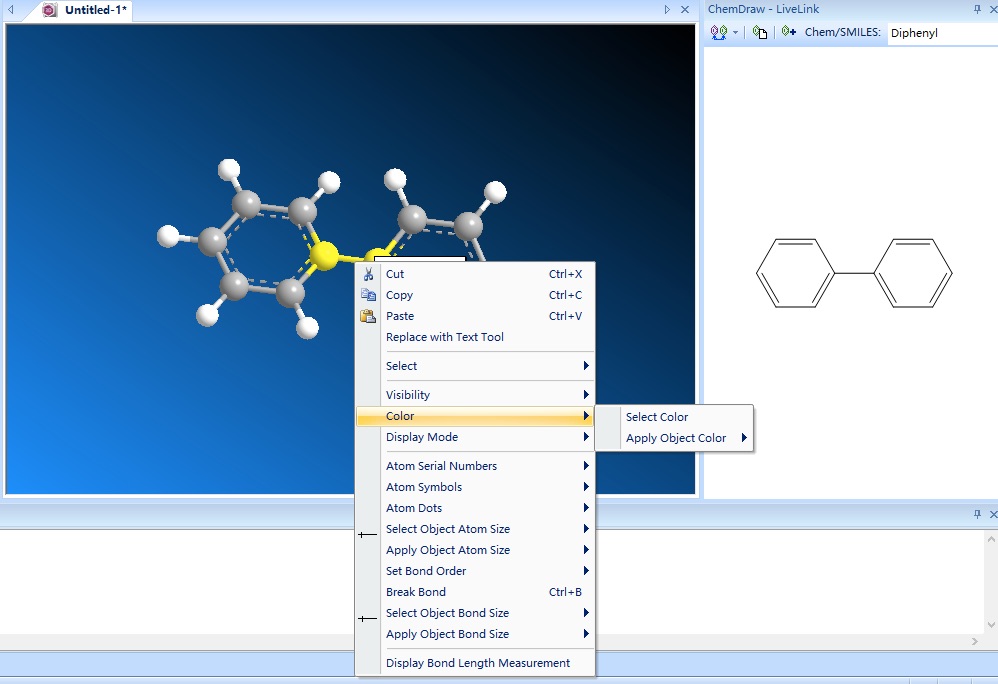 Untitled-1*
ChemDraw - LiveLink
Chem/SMILES: Diphenyl
Cut Ctrl+X
Copy Ctrl+C
Paste Ctrl+V
Replace with Text Tool
Select
Visibility
Color
Select Color
Display Mode
Apply Object Color
Atom Serial Numbers
Atom Symbols
Atom Dots
Select Object Atom Size
Apply Object Atom Size
Set Bond Order
Break Bond Ctrl+B
Select Object Bond Size
Apply Object Bond Size
Display Bond Length Measurement